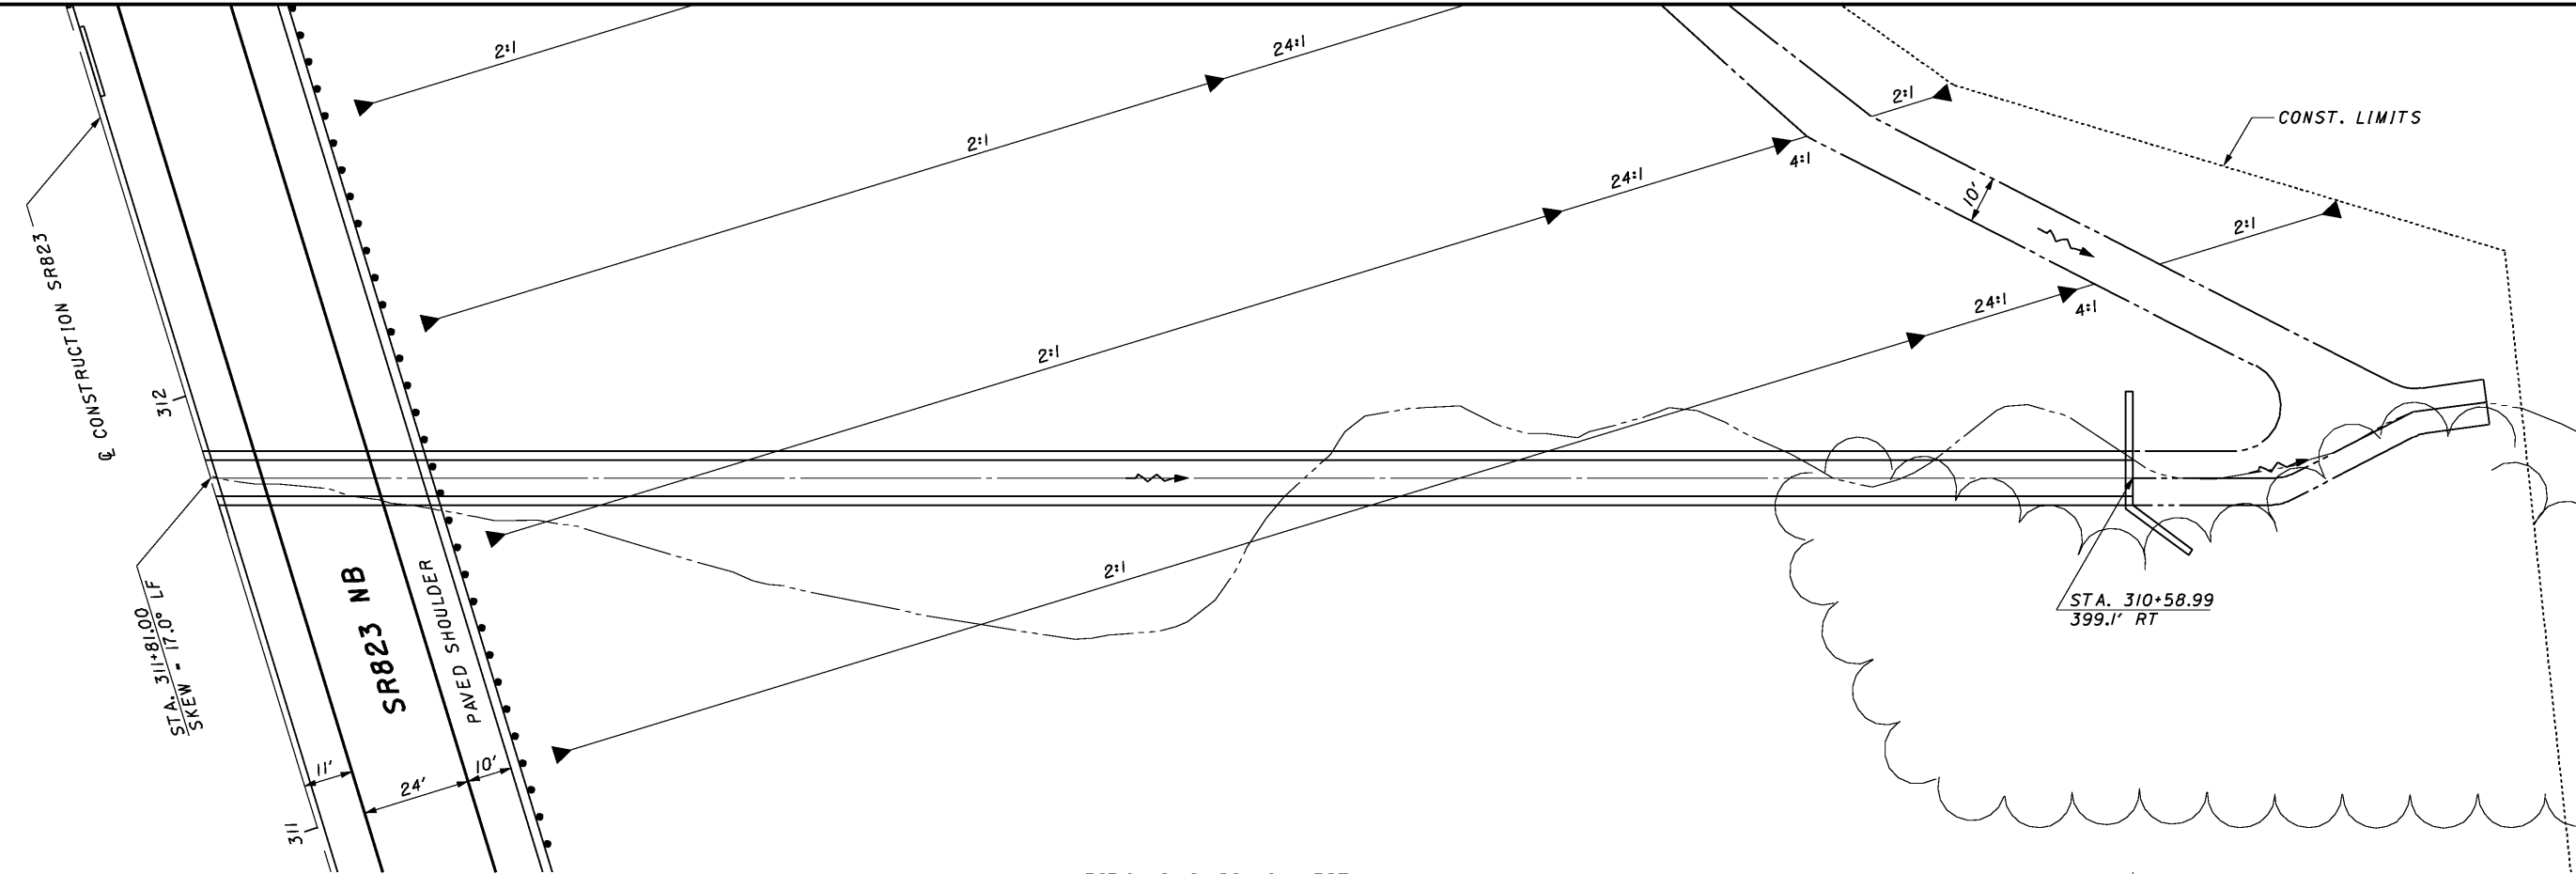 2:1
24:1
2:1
CONST. LIMITS
2:1
4:1
24:1
10'
2:1
℄ CONSTRUCTION SR823
24:1
4:1
2:1
312
2:1
STA. 311+81.00
SKEW - 17.0° LF
SR823 NB
PAVED SHOULDER
STA. 310+58.99
399.1' RT
11'
24'
10'
311